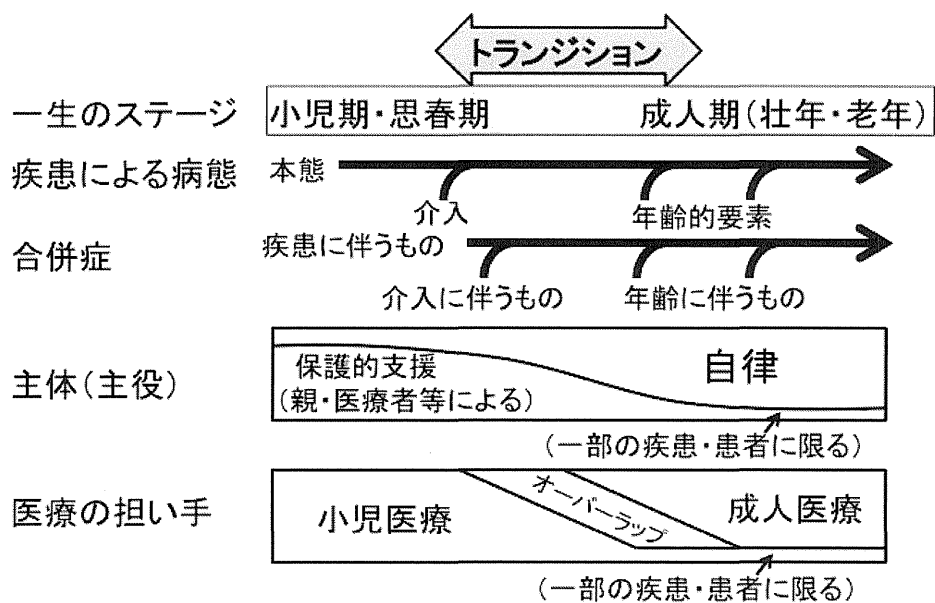 トランジション
一生のステージ 小児期・思春期 成人期(壮年・老年)
疾患による病態 本態
介入 年齢的要素
合併症 疾患に伴うもの
介入に伴うもの 年齢に伴うもの
主体(主役) 保護的支援 自律
(親・医療者等による)
(一部の疾患・患者に限る)
医療の担い手 小児医療 オーバーラップ 成人医療
(一部の疾患・患者に限る)